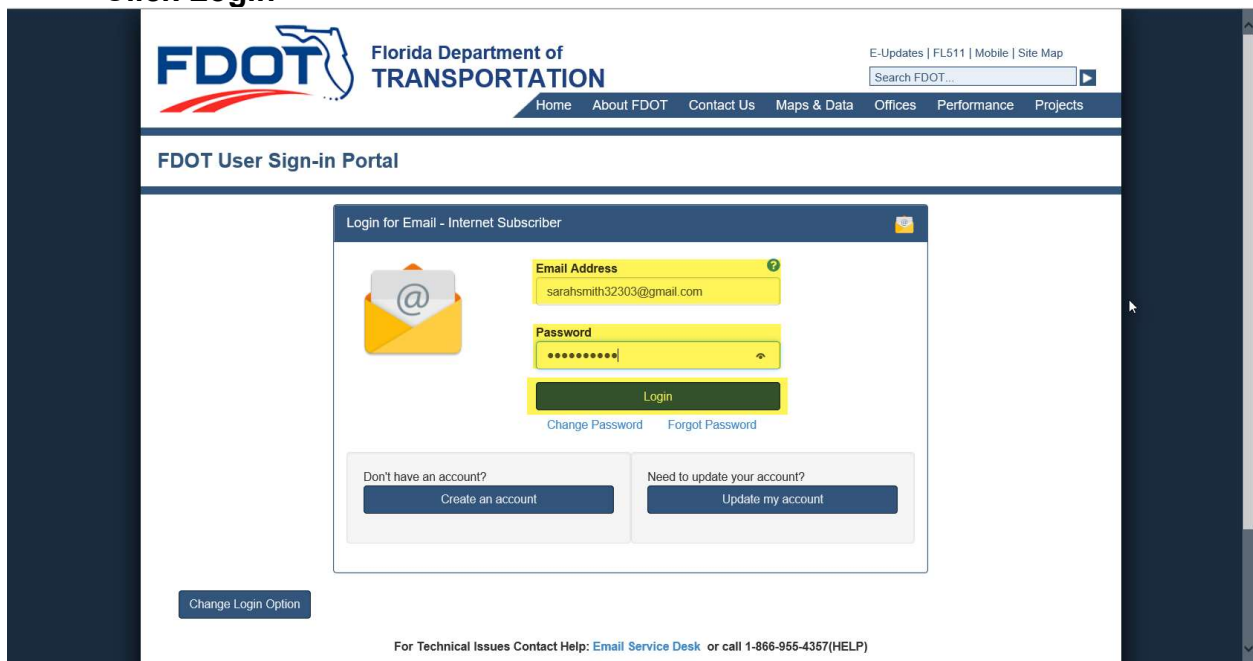 Click Login
FDOT
Florida Department of
TRANSPORTATION
E-Updates | FL511 | Mobile | Site Map
Search FDOT...
Home About FDOT Contact Us Maps & Data Offices Performance Projects
FDOT User Sign-in Portal
Login for Email - Internet Subscriber
@
Email Address ?
sarahsmith32303@gmail.com
Password
••••••••••
Login
Change Password Forgot Password
Don't have an account?
Create an account
Need to update your account?
Update my account
Change Login Option
For Technical Issues Contact Help: Email Service Desk or call 1-866-955-4357(HELP)